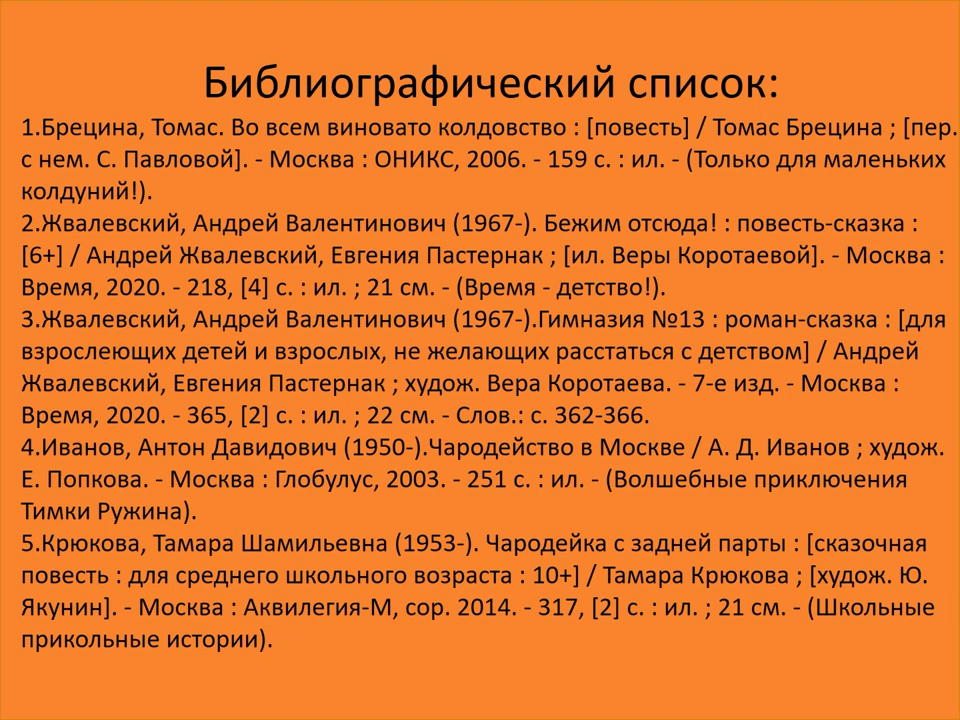 Библиографический список:
1.Брецина, Томас. Во всем виновато колдовство : [повесть] / Томас Брецина ; [пер.
с нем. С. Павловой]. - Москва : ОНИКС, 2006. - 159 с. : ил. - (Только для маленьких
колдуний!).
2.Жвалевский, Андрей Валентинович (1967-). Бежим отсюда! : повесть-сказка :
[6+] / Андрей Жвалевский, Евгения Пастернак ; [ил. Веры Коротаевой]. - Москва :
Время, 2020. - 218, [4] с. : ил. ; 21 см. - (Время - детство!).
3.Жвалевский, Андрей Валентинович (1967-).Гимназия №13 : роман-сказка : [для
взрослеющих детей и взрослых, не желающих расстаться с детством] / Андрей
Жвалевский, Евгения Пастернак ; худож. Вера Коротаева. - 7-е изд. - Москва :
Время, 2020. - 365, [2] с. : ил. ; 22 см. - Слов.: с. 362-366.
4.Иванов, Антон Давидович (1950-).Чародейство в Москве / А. Д. Иванов ; худож.
Е. Попкова. - Москва : Глобулус, 2003. - 251 с. : ил. - (Волшебные приключения
Тимки Ружина).
5.Крюкова, Тамара Шамильевна (1953-). Чародейка с задней парты : [сказочная
повесть : для среднего школьного возраста : 10+] / Тамара Крюкова ; [худож. Ю.
Якунин]. - Москва : Аквилегия-М, сор. 2014. - 317, [2] с. : ил. ; 21 см. - (Школьные
прикольные истории).